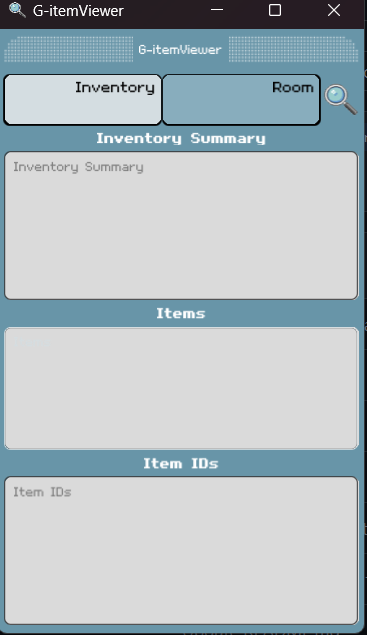 G-itemViewer
G-itemViewer
Inventory
Room
Inventory Summary
Inventory Summary
Items
Item IDs
Item IDs